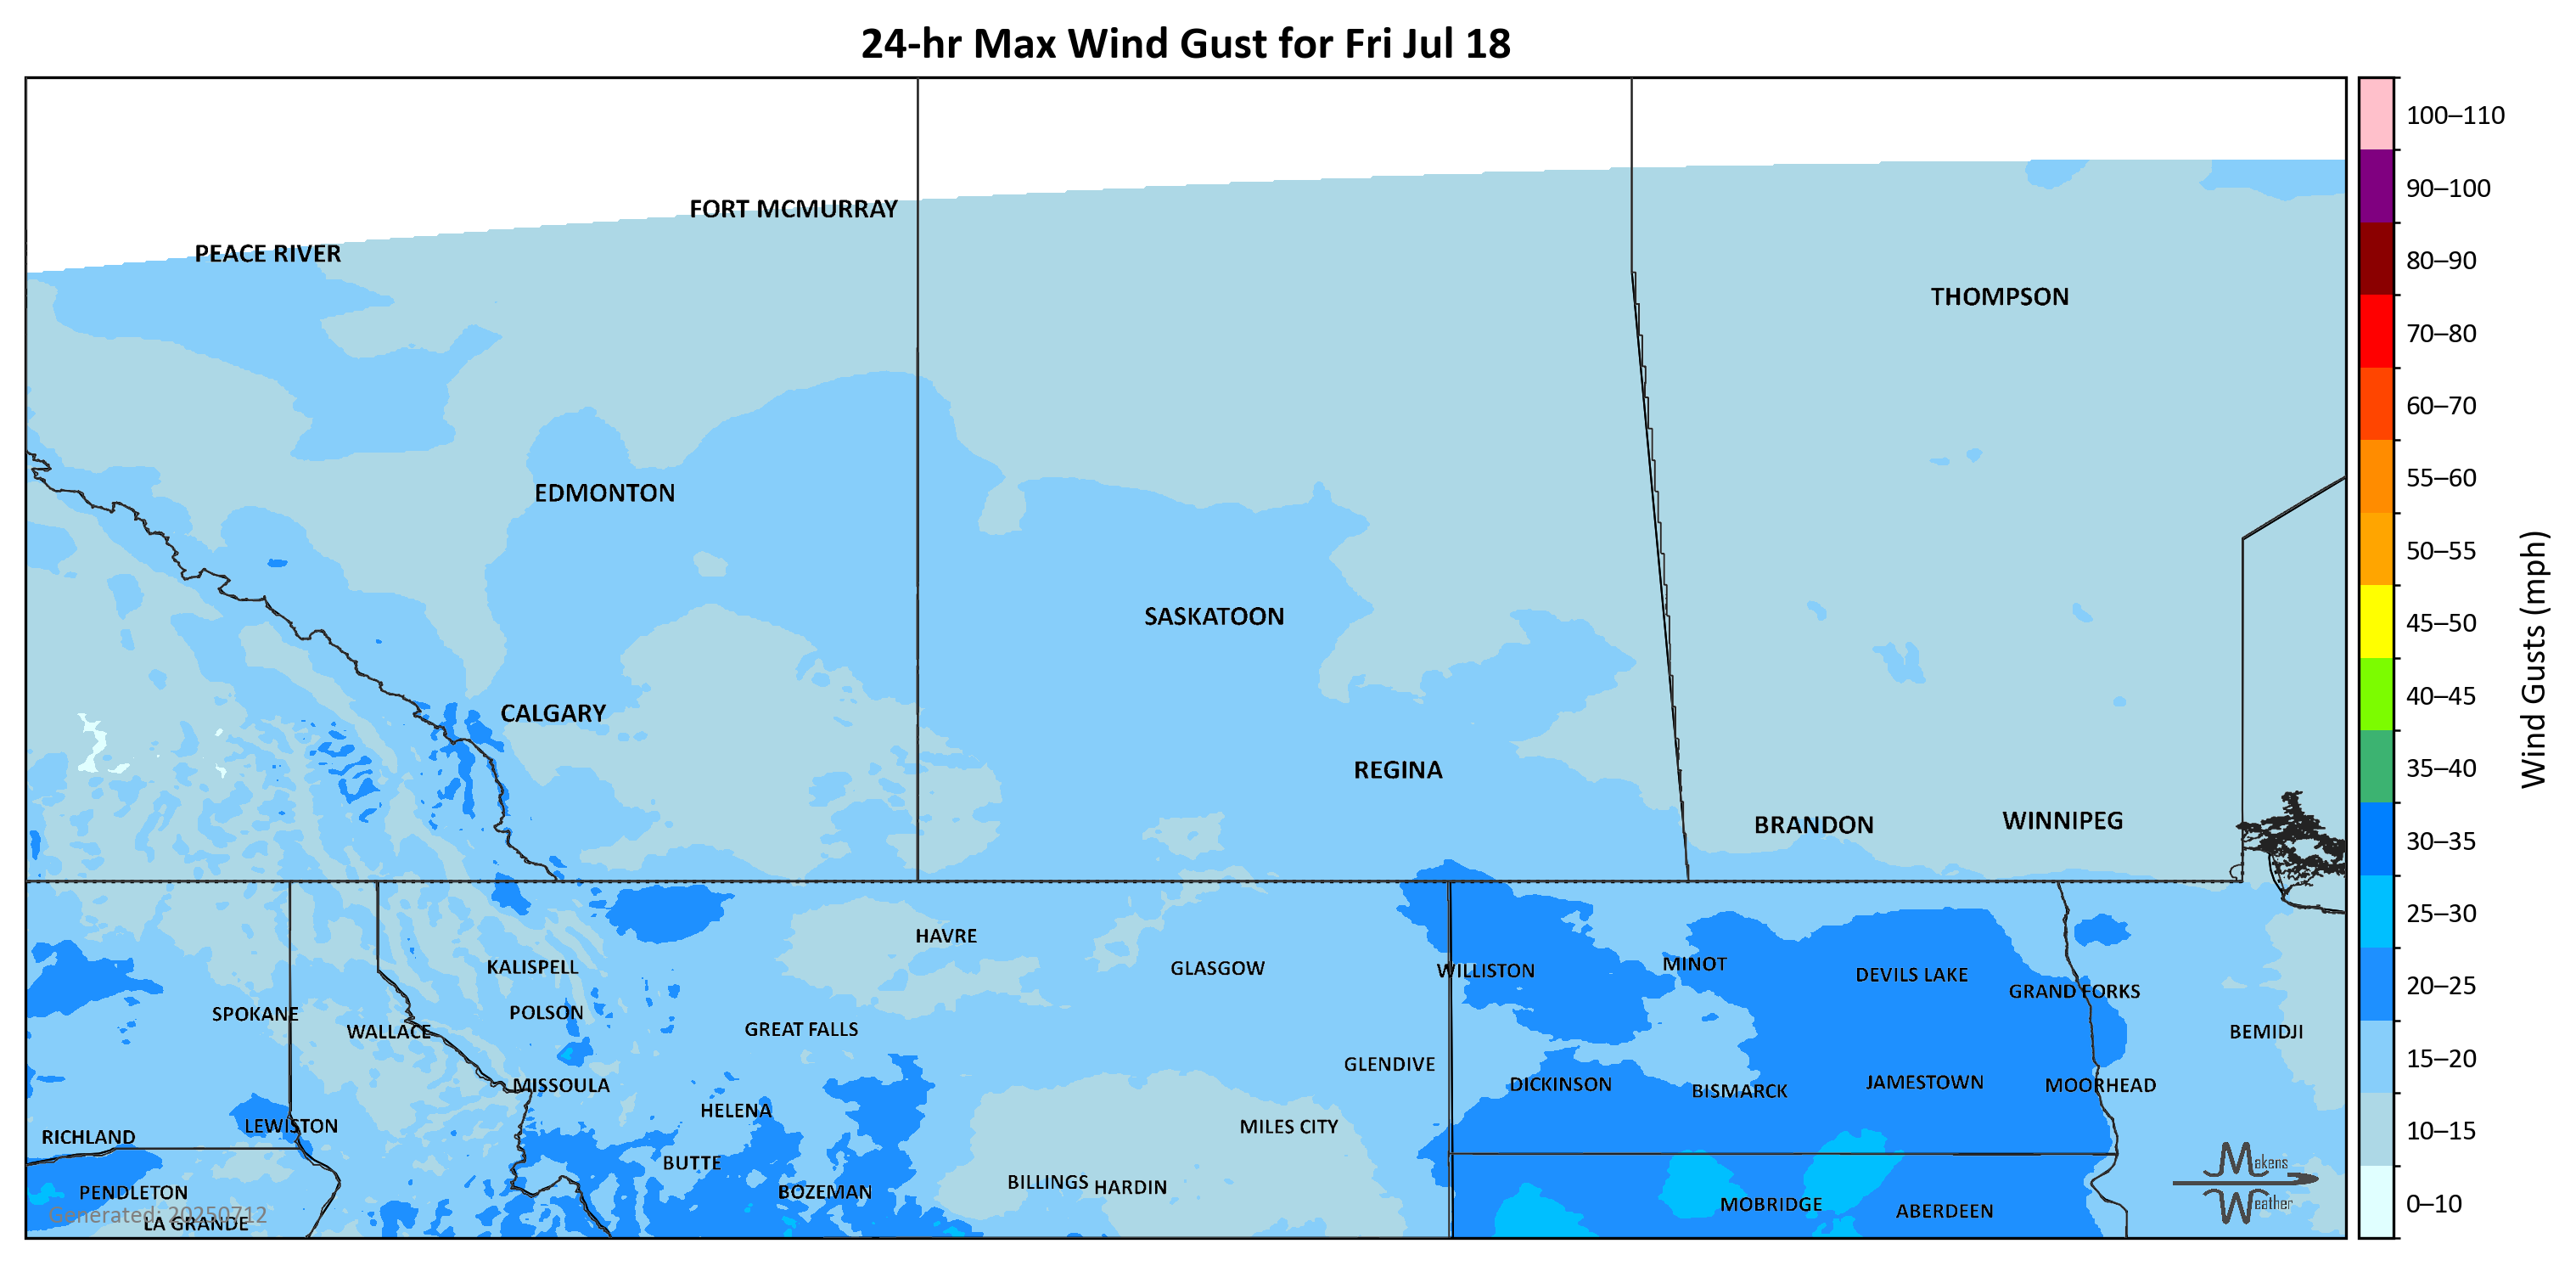 24-hr Max Wind Gust for Fri Jul 18
100–110
90–100
80–90
70–80
60–70
55–60
50–55
45–50
40–45
35–40
30–35
25–30
20–25
15–20
10–15
0–10
Wind Gusts (mph)
FORT MCMURRAY
PEACE RIVER
THOMPSON
EDMONTON
SASKATOON
CALGARY
REGINA
BRANDON
WINNIPEG
HAVRE
KALISPELL
GLASGOW
WILLISTON
MINOT
DEVILS LAKE
GRAND FORKS
SPOKANE
POLSON
WALLACE
GREAT FALLS
BEMIDJI
GLENDIVE
MISSOULA
DICKINSON
BISMARCK
JAMESTOWN
MOORHEAD
HELENA
LEWISTON
MILES CITY
RICHLAND
BUTTE
PENDLETON
BOZEMAN
BILLINGS
HARDIN
MOBRIDGE
ABERDEEN
Generated: 20250712
LA GRANDE
Makens
Weather